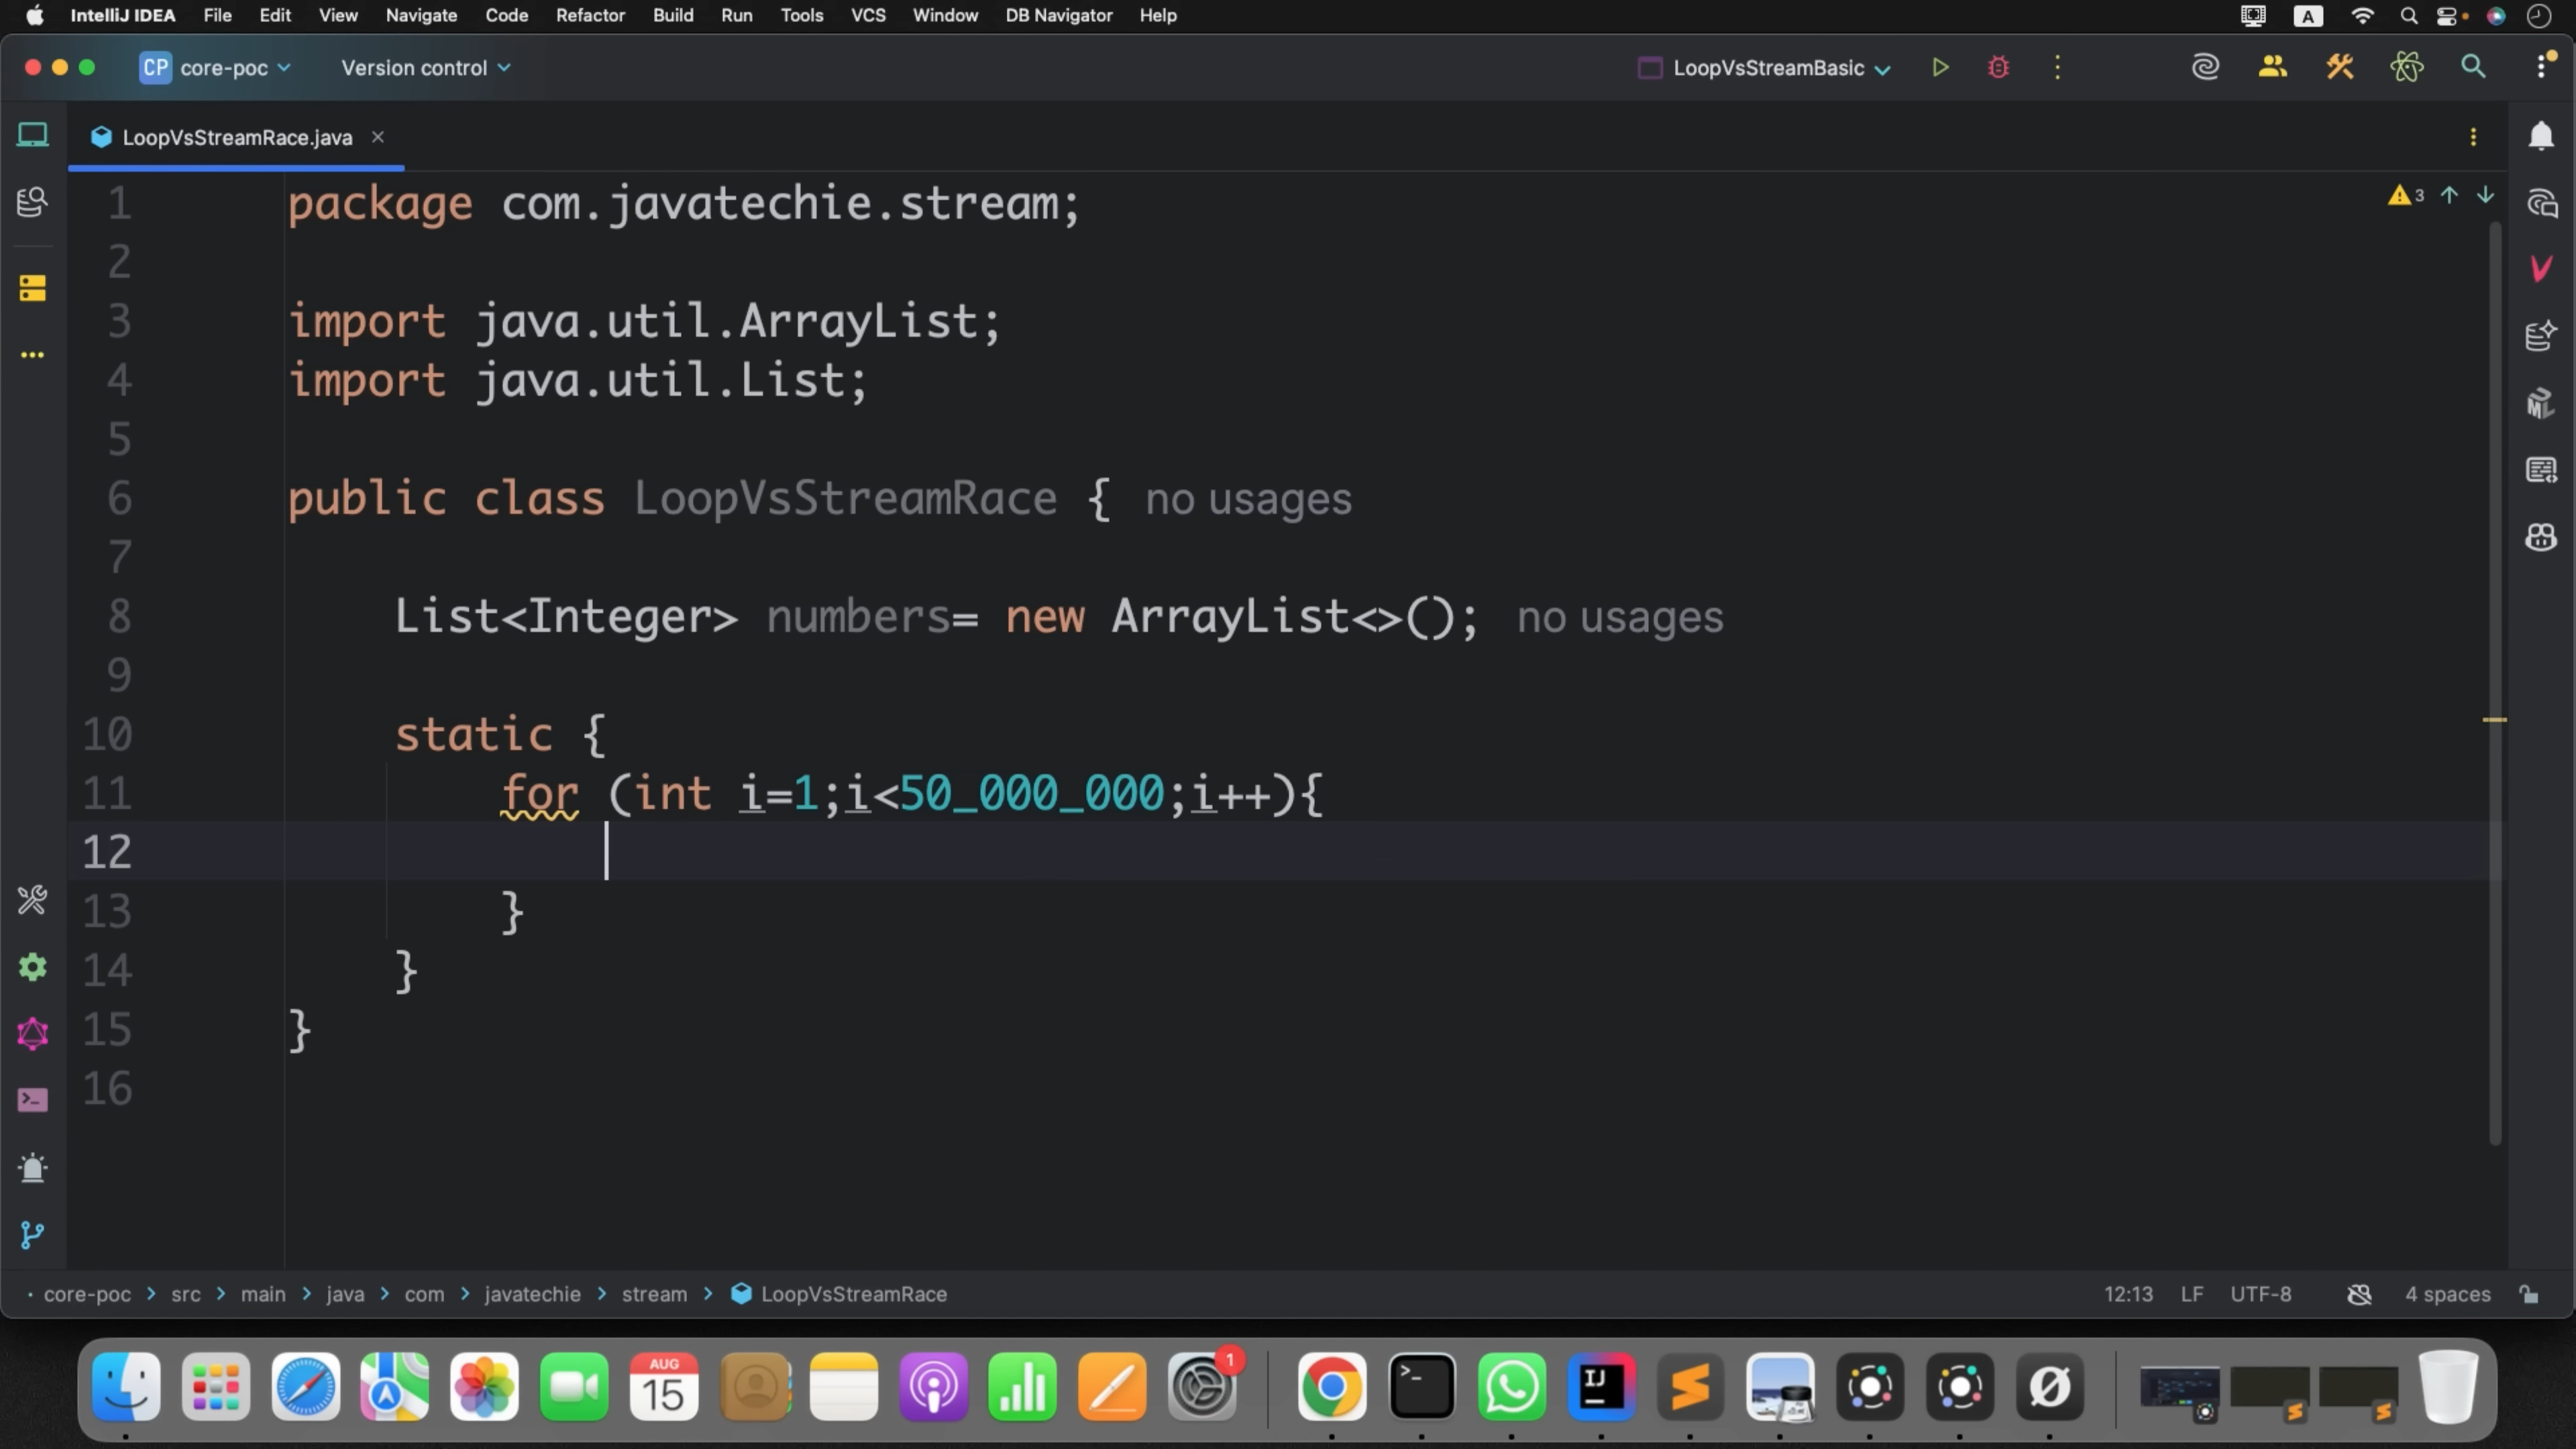 IntelliJ IDEA File Edit View Navigate Code Refactor Build Run Tools VCS Window DB Navigator Help A
CP core-poc Version control LoopVsStreamBasic
LoopVsStreamRace.java
3
1 package com.javatechie.stream;
2
3 import java.util.ArrayList;
4 import java.util.List;
5
6 public class LoopVsStreamRace { no usages
7
8 List<Integer> numbers= new ArrayList<>(); no usages
9
10 static {
11 for (int i=1;i<50_000_000;i++){
12
13 }
14 }
15 }
16
core-poc > src > main > java > com > javatechie > stream > LoopVsStreamRace 12:13 LF UTF-8 4 spaces
AUG
15
1
>_
IJ